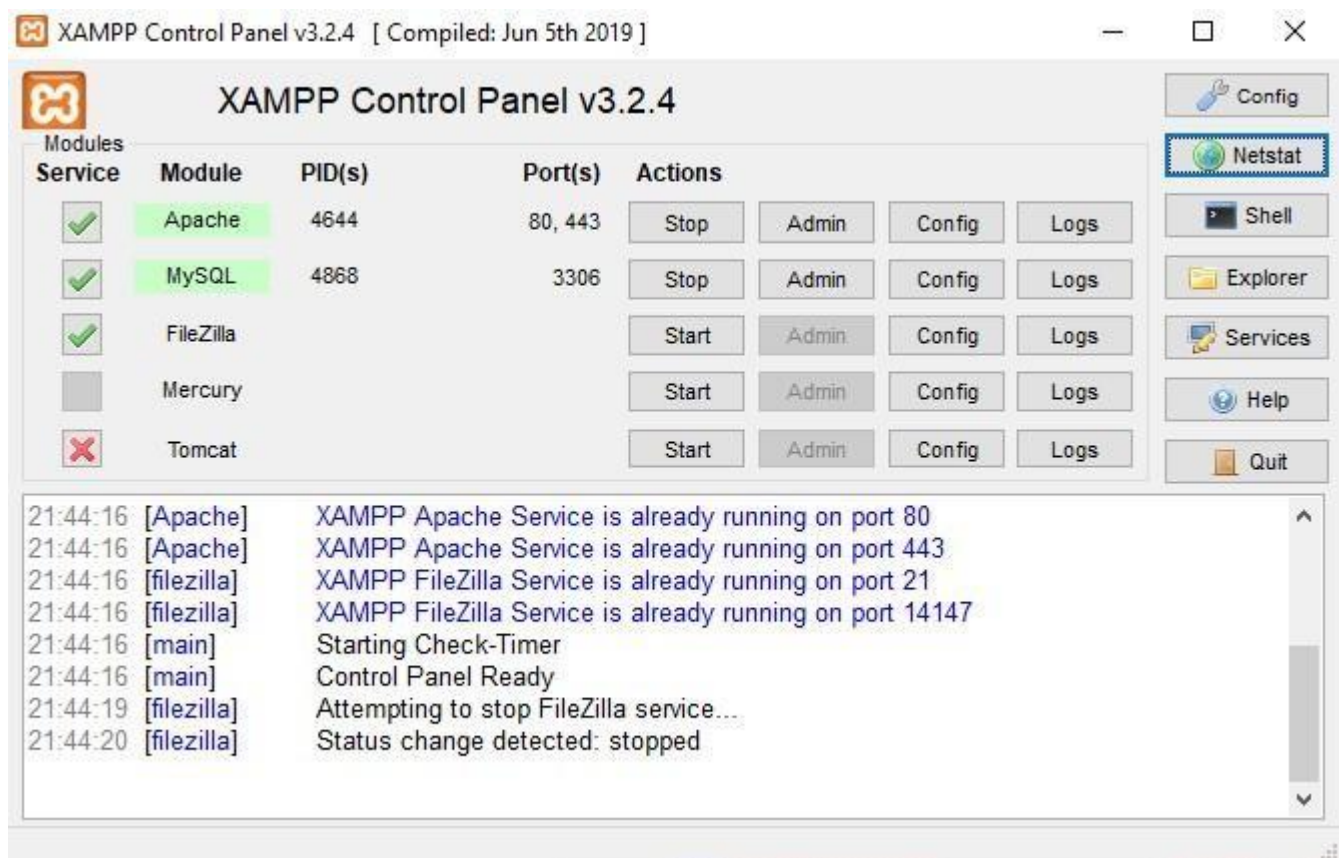 XAMPP Control Panel v3.2.4 [ Compiled: Jun 5th 2019 ]
XAMPP Control Panel v3.2.4
Config
Modules
Service Module PID(s) Port(s) Actions
Netstat
Apache 4644 80, 443 Stop Admin Config Logs
Shell
MySQL 4868 3306 Stop Admin Config Logs
Explorer
FileZilla Start Admin Config Logs
Services
Mercury Start Admin Config Logs
Help
Tomcat Start Admin Config Logs
Quit
21:44:16 [Apache] XAMPP Apache Service is already running on port 80
21:44:16 [Apache] XAMPP Apache Service is already running on port 443
21:44:16 [filezilla] XAMPP FileZilla Service is already running on port 21
21:44:16 [filezilla] XAMPP FileZilla Service is already running on port 14147
21:44:16 [main] Starting Check-Timer
21:44:16 [main] Control Panel Ready
21:44:19 [filezilla] Attempting to stop FileZilla service...
21:44:20 [filezilla] Status change detected: stopped